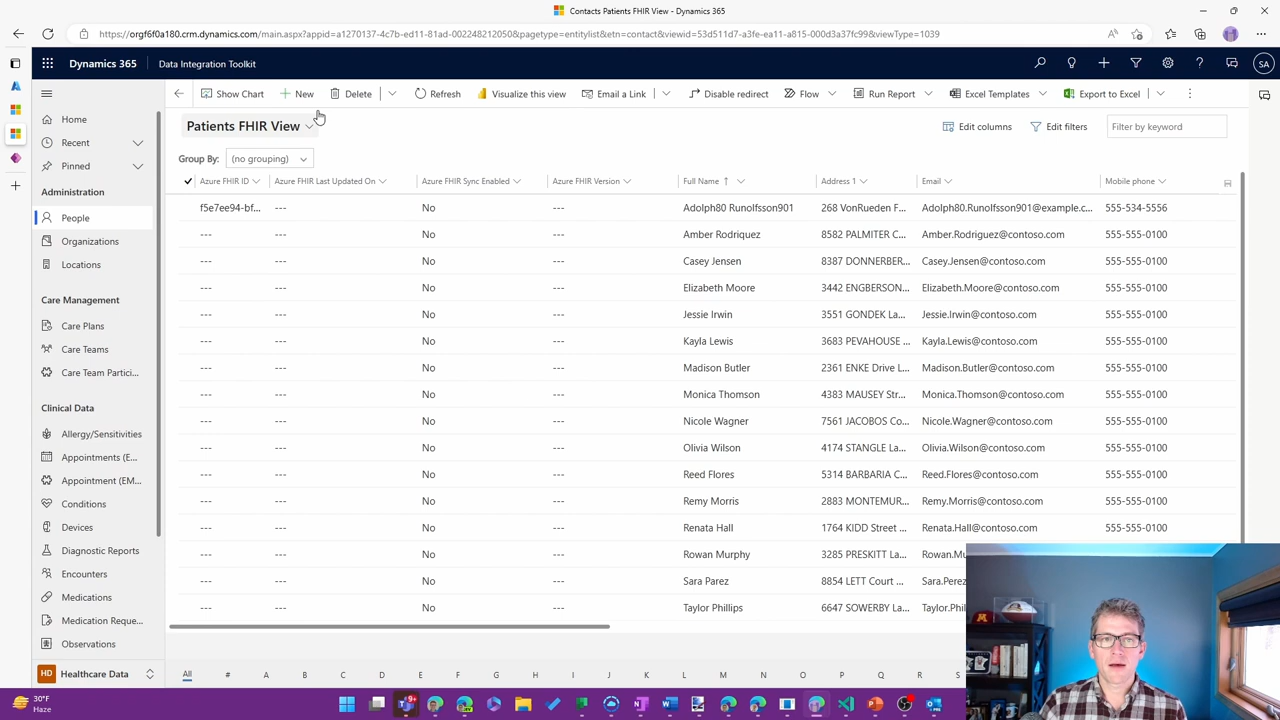 Contacts Patients FHIR View - Dynamics 365
https://orgf6f0a180.crm.dynamics.com/main.aspx?appid=a1270137-4c7b-ed11-81ad-002248212050&pagetype=entitylist&etn=contact&viewid=53d511d7-a3fe-ea11-a815-000d3a37fc99&viewType=1039
Dynamics 365 Data Integration Toolkit SA
Show Chart New Delete Refresh Visualize this view Email a Link Disable redirect Flow Run Report Excel Templates Export to Excel
Patients FHIR View Edit columns Edit filters Filter by keyword
Group By: (no grouping)
Home
Recent
Pinned
Administration
People
Organizations
Locations
Care Management
Care Plans
Care Teams
Care Team Partici...
Clinical Data
Allergy/Sensitivities
Appointments (E...
Appointment (EM...
Conditions
Devices
Diagnostic Reports
Encounters
Medications
Medication Reque...
Observations
HD Healthcare Data
Azure FHIR ID Azure FHIR Last Updated On Azure FHIR Sync Enabled Azure FHIR Version Full Name ↑ Address 1 Email Mobile phone
f5e7ee94-bf... --- No --- Adolph80 Runolfsson901 268 VonRueden F... Adolph80.Runolfsson901@example.c... 555-534-5556
--- --- No --- Amber Rodriquez 8582 PALMITER C... Amber.Rodriguez@contoso.com 555-555-0100
--- --- No --- Casey Jensen 8387 DONNERBER... Casey.Jensen@contoso.com 555-555-0100
--- --- No --- Elizabeth Moore 3442 ENGBERSON... Elizabeth.Moore@contoso.com 555-555-0100
--- --- No --- Jessie Irwin 3551 GONDEK La... Jessie.Irwin@contoso.com 555-555-0100
--- --- No --- Kayla Lewis 3683 PEVAHOUSE ... Kayla.Lewis@contoso.com 555-555-0100
--- --- No --- Madison Butler 2361 ENKE Drive L... Madison.Butler@contoso.com 555-555-0100
--- --- No --- Monica Thomson 4383 MAUSEY Str... Monica.Thomson@contoso.com 555-555-0100
--- --- No --- Nicole Wagner 7561 JACOBOS Co... Nicole.Wagner@contoso.com 555-555-0100
--- --- No --- Olivia Wilson 4174 STANGLE La... Olivia.Wilson@contoso.com 555-555-0100
--- --- No --- Reed Flores 5314 BARBARIA C... Reed.Flores@contoso.com 555-555-0100
--- --- No --- Remy Morris 2883 MONTEMUR... Remy.Morris@contoso.com 555-555-0100
--- --- No --- Renata Hall 1764 KIDD Street ... Renata.Hall@contoso.com 555-555-0100
--- --- No --- Rowan Murphy 3285 PRESKITT La... Rowan.Mu
--- --- No --- Sara Parez 8854 LETT Court ... Sara.Perez
--- --- No --- Taylor Phillips 6647 SOWERBY La... Taylor.Phil
All # A B C D E F G H I J K L M N O P Q R S
30°F
Haze